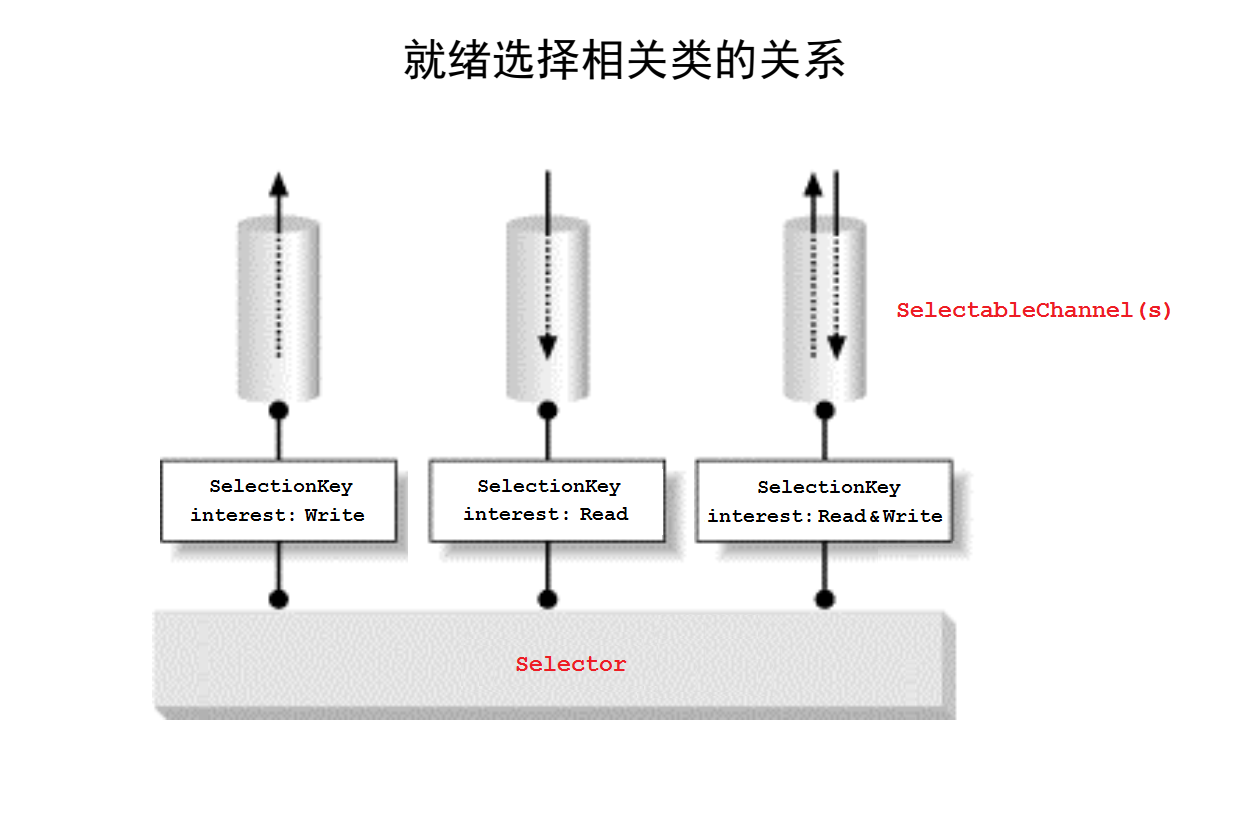 就绪选择相关类的关系
SelectableChannel(s)
SelectionKey
interest: Write
SelectionKey
interest: Read
SelectionKey
interest: Read&Write
Selector